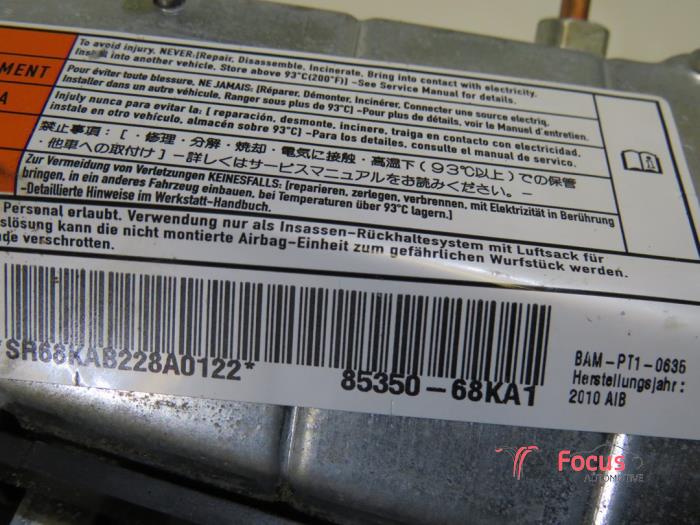 To avoid injury. NEVER:[Repair, Disassemble, Incinerate, Bring into contact with electricity.
Install into another vehicle. Store above 93°C(200°F)] -See Service Manual for details.
Pour éviter toute blessure. NE JAMAIS: [Réparer, Démonter, Incinérer, Connecter une source électriq.
Installer dans un autre véhicule. Ranger sous plus de 93°C] -Pour plus de détails, voir le Manuel d'entretien.
Injuly nunca para evitar la: [ reparación, desmonte, incinere, traiga en contacto con electricidad.
instale en otro vehículo. almacén sobre 93°C] -Para los detalles, consulte el manual de servicio.
禁止事項：[ ・修理・分解・焼却・電気に接触・高温下(93℃以上)での保管
・他車への取付け] －詳しくはサービスマニュアルをお読みください。－
Zur Vermeidung von Verletzungen KEINESFALLS: [reparieren, zerlegen, verbrennen, mit Elektrizität in Berührung
bringen, in ein anderes Fahrzeug einbauen, bei Temperaturen über 93°C lagern.]
-Detaillierte Hinweise im Werkstatt-Handbuch.
EMENT
A
Personal erlaubt. Verwendung nur als Insassen-Rückhaltesystem mit Luftsack für
slösung kann die nicht montierte Airbag-Einheit zum gefährlichen Wurfstück werden.
nde verschrotten.
*SR68KAB228A0122*
85350-68KA1
BAM-PT1-0636
Herstellungsjahr:
2010 AIB
Focus
AUTOMOTIVE